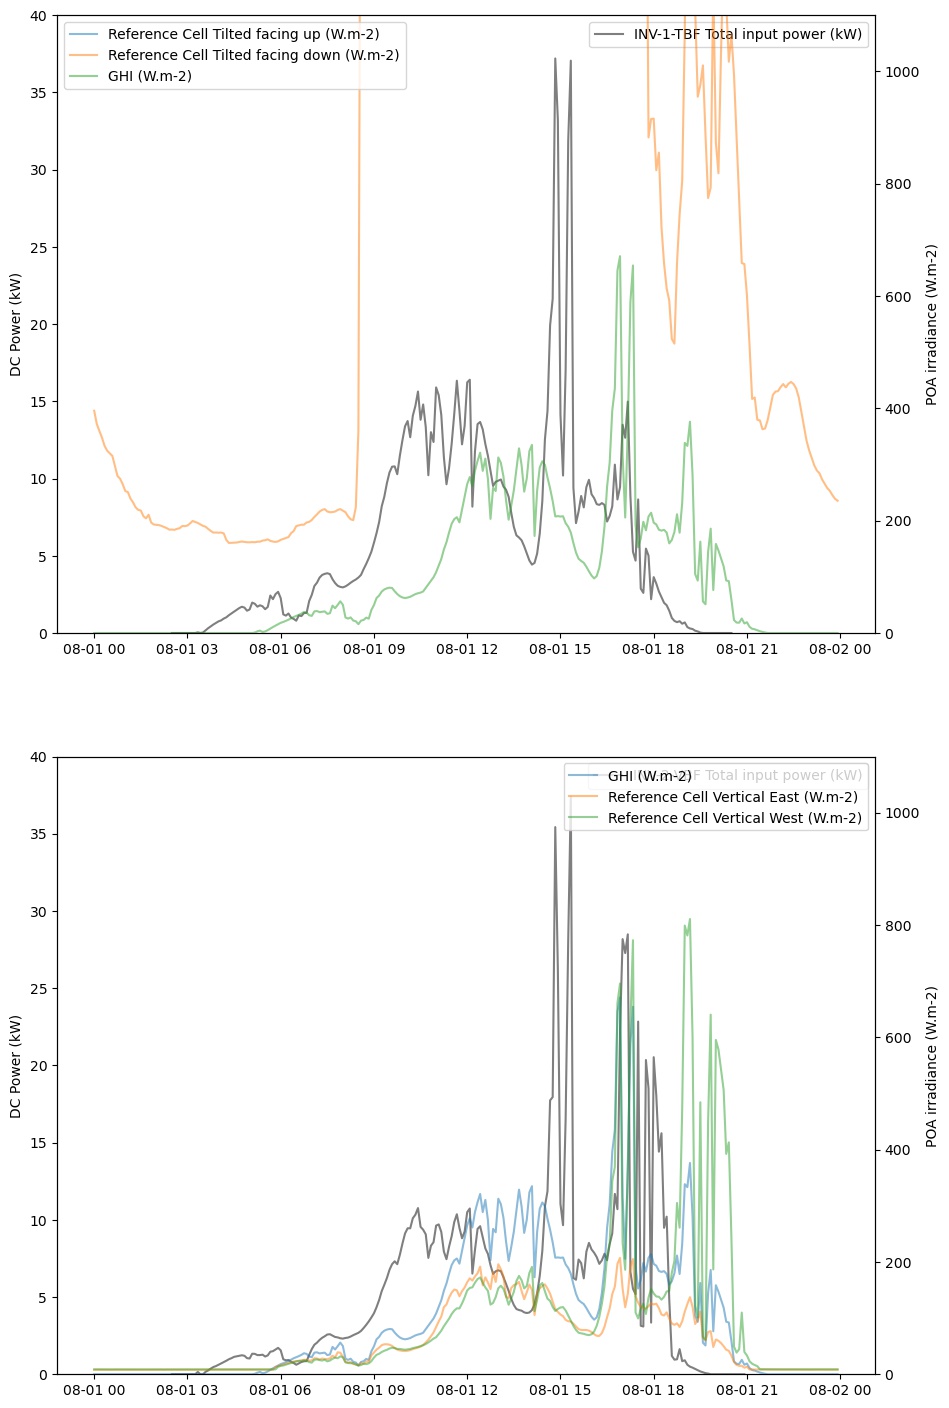 40
35
30
25
20
15
10
5
0
DC Power (kW)
Reference Cell Tilted facing up (W.m-2)
Reference Cell Tilted facing down (W.m-2)
GHI (W.m-2)
INV-1-TBF Total input power (kW)
1000
800
600
400
200
0
POA irradiance (W.m-2)
08-01 00 08-01 03 08-01 06 08-01 09 08-01 12 08-01 15 08-01 18 08-01 21 08-02 00
40
35
30
25
20
15
10
5
0
DC Power (kW)
GHI (W.m-2)
Total input power (kW)
Reference Cell Vertical East (W.m-2)
Reference Cell Vertical West (W.m-2)
1000
800
600
400
200
0
POA irradiance (W.m-2)
08-01 00 08-01 03 08-01 06 08-01 09 08-01 12 08-01 15 08-01 18 08-01 21 08-02 00